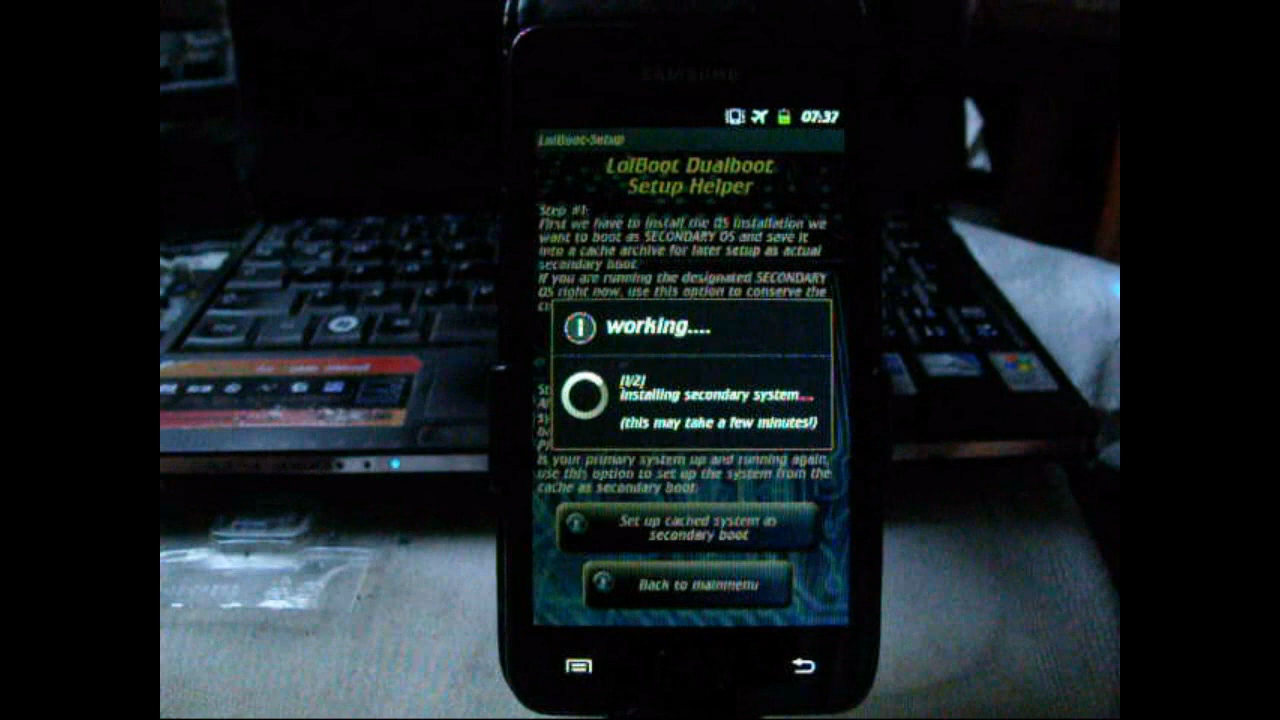 SAMSUNG
07:37
LolBoot-Setup
LolBoot Dualboot
Setup Helper
Step #1:
First we have to install the OS installation we
want to boot as SECONDARY OS and save it
into a cache archive for later setup as actual
secondary boot.
If you are running the designated SECONDARY
OS right now, use this option to conserve the
working....
[1/2]
Installing secondary system...
(this may take a few minutes!)
is your primary system up and running again,
use this option to set up the system from the
cache as secondary boot.
Set up cached system as
secondary boot
Back to mainmenu